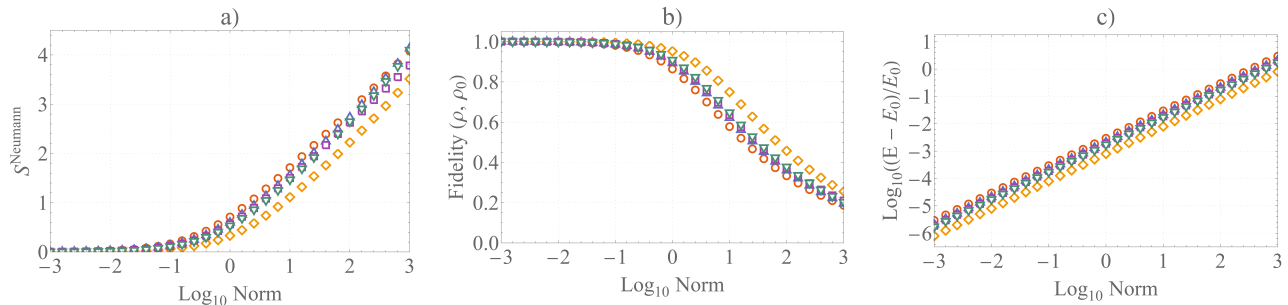 a)
S^Neumann
4
3
2
1
0
−3 −2 −1 0 1 2 3
Log₁₀ Norm
b)
Fidelity (ρ, ρ₀)
1.0
0.8
0.6
0.4
0.2
0.0
−3 −2 −1 0 1 2 3
Log₁₀ Norm
c)
Log₁₀((E − E₀)/E₀)
1
0
−1
−2
−3
−4
−5
−6
−3 −2 −1 0 1 2 3
Log₁₀ Norm